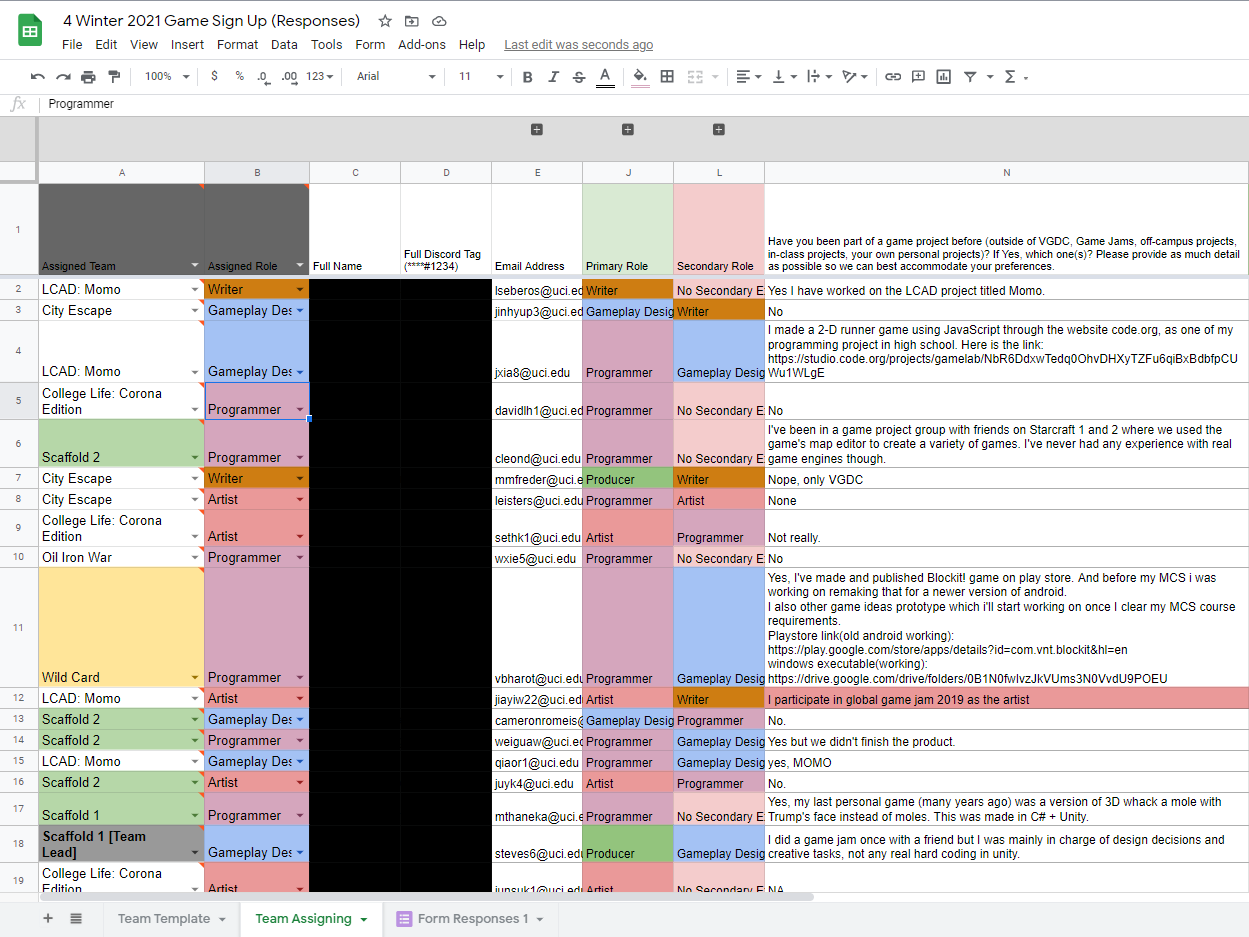 4 Winter 2021 Game Sign Up (Responses)
File Edit View Insert Format Data Tools Form Add-ons Help Last edit was seconds ago
100% $ % .0 .00 123 Arial 11 B I S A
fx Programmer
A B C D E J L N
1 Assigned Team Assigned Role Full Name Full Discord Tag (****#1234) Email Address Primary Role Secondary Role Have you been part of a game project before (outside of VGDC, Game Jams, off-campus projects,
in-class projects, your own personal projects)? If Yes, which one(s)? Please provide as much detail
as possible so we can best accommodate your preferences.
2 LCAD: Momo Writer lseberos@uci.ed Writer No Secondary E Yes I have worked on the LCAD project titled Momo.
3 City Escape Gameplay Des jinhyup3@uci.ed Gameplay Desig Writer No
I made a 2-D runner game using JavaScript through the website code.org, as one of my
programming project in high school. Here is the link:
https://studio.code.org/projects/gamelab/NbR6DdxwTedq0OhvDHXyTZFu6qiBxBdbfpCU
4 LCAD: Momo Gameplay Des jxia8@uci.edu Programmer Gameplay Desig Wu1WLgE
College Life: Corona
5 Edition Programmer davidlh1@uci.ed Programmer No Secondary E No
I've been in a game project group with friends on Starcraft 1 and 2 where we used the
game's map editor to create a variety of games. I've never had any experience with real
6 Scaffold 2 Programmer cleond@uci.edu Programmer No Secondary E game engines though.
7 City Escape Writer mmfreder@uci.e Producer Writer Nope, only VGDC
8 City Escape Artist leisters@uci.edu Programmer Artist None
College Life: Corona
9 Edition Artist sethk1@uci.edu Artist Programmer Not really.
10 Oil Iron War Programmer wxie5@uci.edu Programmer No Secondary E No
Yes, I've made and published Blockit! game on play store. And before my MCS i was
working on remaking that for a newer version of android.
I also other game ideas prototype which i'll start working on once I clear my MCS course
requirements.
Playstore link(old android working):
https://play.google.com/store/apps/details?id=com.vnt.blockit&hl=en
windows executable(working):
11 Wild Card Programmer vbharot@uci.edu Programmer Gameplay Desig https://drive.google.com/drive/folders/0B1N0fwIvzJkVUms3N0VvdU9POEU
12 LCAD: Momo Artist jiayiw22@uci.ed Artist Writer I participate in global game jam 2019 as the artist
13 Scaffold 2 Gameplay Des cameronromeis@ Gameplay Desig Programmer No.
14 Scaffold 2 Programmer weiguaw@uci.ed Programmer Gameplay Desig Yes but we didn't finish the product.
15 LCAD: Momo Gameplay Des qiaor1@uci.edu Programmer Gameplay Desig yes, MOMO
16 Scaffold 2 Artist juyk4@uci.edu Artist Programmer No.
Yes, my last personal game (many years ago) was a version of 3D whack a mole with
17 Scaffold 1 Programmer mthaneka@uci.e Programmer No Secondary E Trump's face instead of moles. This was made in C# + Unity.
Scaffold 1 [Team I did a game jam once with a friend but I was mainly in charge of design decisions and
18 Lead] Gameplay Des steves6@uci.edu Producer Gameplay Desig creative tasks, not any real hard coding in unity.
College Life: Corona
19 Edition Artist junsuk1@uci.edu Artist No Secondary E NA
Team Template Team Assigning Form Responses 1